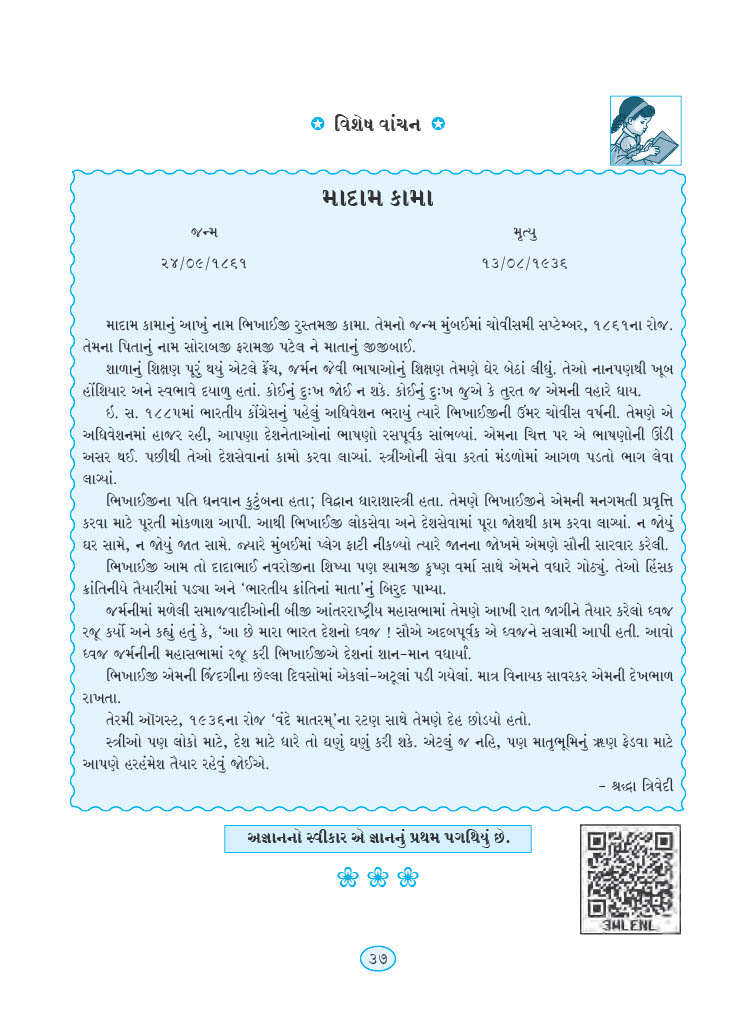 વિશેષ વાંચન
માદામ કામા
જન્મ મૃત્યુ
૨૪/૦૯/૧૮૬૧ ૧૩/૦૮/૧૯૩૬
માદામ કામાનું આખું નામ ભિખાઈજી રુસ્તમજી કામા. તેમનો જન્મ મુંબઈમાં ચોવીસમી સપ્ટેમ્બર, ૧૮૬૧ના રોજ.
તેમના પિતાનું નામ સોરાબજી ફરામજી પટેલ ને માતાનું જીજીબાઈ.
શાળાનું શિક્ષણ પૂરું થયું એટલે ફ્રેંચ, જર્મન જેવી ભાષાઓનું શિક્ષણ તેમણે ઘેર બેઠાં લીધું. તેઓ નાનપણથી ખૂબ
હોંશિયાર અને સ્વભાવે દયાળુ હતાં. કોઈનું દુઃખ જોઈ ન શકે. કોઈનું દુઃખ જુએ કે તુરત જ એમની વહારે ધાય.
ઇ. સ. ૧૮૮૫માં ભારતીય કોંગ્રેસનું પહેલું અધિવેશન ભરાયું ત્યારે ભિખાઈજીની ઉંમર ચોવીસ વર્ષની. તેમણે એ
અધિવેશનમાં હાજર રહી, આપણા દેશનેતાઓનાં ભાષણો રસપૂર્વક સાંભળ્યાં. એમના ચિત્ત પર એ ભાષણોની ઊંડી
અસર થઈ. પછીથી તેઓ દેશસેવાનાં કામો કરવા લાગ્યાં. સ્ત્રીઓની સેવા કરતાં મંડળોમાં આગળ પડતો ભાગ લેવા
લાગ્યાં.
ભિખાઈજીના પતિ ધનવાન કુટુંબના હતા; વિદ્વાન ધારાશાસ્ત્રી હતા. તેમણે ભિખાઈજીને એમની મનગમતી પ્રવૃત્તિ
કરવા માટે પૂરતી મોકળાશ આપી. આથી ભિખાઈજી લોકસેવા અને દેશસેવામાં પૂરા જોશથી કામ કરવા લાગ્યાં. ન જોયું
ઘર સામે, ન જોયું જાત સામે. જ્યારે મુંબઈમાં પ્લેગ ફાટી નીકળ્યો ત્યારે જાનના જોખમે એમણે સૌની સારવાર કરેલી.
ભિખાઈજી આમ તો દાદાભાઈ નવરોજીના શિષ્યા પણ શ્યામજી કૃષ્ણ વર્મા સાથે એમને વધારે ગોઠ્યું. તેઓ હિંસક
ક્રાંતિનીયે તૈયારીમાં પડ્યા અને ‘ભારતીય ક્રાંતિનાં માતા’નું બિરુદ પામ્યા.
જર્મનીમાં મળેલી સમાજવાદીઓની બીજી આંતરરાષ્ટ્રીય મહાસભામાં તેમણે આખી રાત જાગીને તૈયાર કરેલો ધ્વજ
રજૂ કર્યો અને કહ્યું હતું કે, ‘આ છે મારા ભારત દેશનો ધ્વજ ! સૌએ અદબપૂર્વક એ ધ્વજને સલામી આપી હતી. આવો
ધ્વજ જર્મનીની મહાસભામાં રજૂ કરી ભિખાઈજીએ દેશનાં શાન-માન વધાર્યાં.
ભિખાઈજી એમની જિંદગીના છેલ્લા દિવસોમાં એકલાં-અટૂલાં પડી ગયેલાં. માત્ર વિનાયક સાવરકર એમની દેખભાળ
રાખતા.
તેરમી ઑગસ્ટ, ૧૯૩૬ના રોજ ‘વંદે માતરમ્’ના રટણ સાથે તેમણે દેહ છોડયો હતો.
સ્ત્રીઓ પણ લોકો માટે, દેશ માટે ધારે તો ઘણું ઘણું કરી શકે. એટલું જ નહિ, પણ માતૃભૂમિનું ઋણ ફેડવા માટે
આપણે હરહંમેશ તૈયાર રહેવું જોઈએ.
– શ્રદ્ધા ત્રિવેદી
અજ્ઞાનનો સ્વીકાર એ જ્ઞાનનું પ્રથમ પગથિયું છે.
3WLENL
૩૭